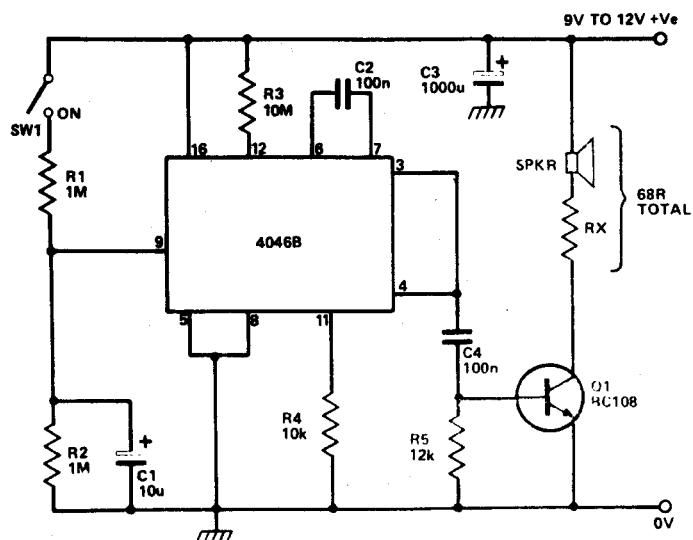 9V TO 12V +Ve
C2
100n
C3
1000u
+
R3
10M
ON
SW1
16
12
6
7
3
SPKR
R1
1M
68R
TOTAL
RX
9
4046B
4
5
8
11
C4
100n
Q1
BC108
R4
10k
R5
12k
R2
1M
+
C1
10u
0V